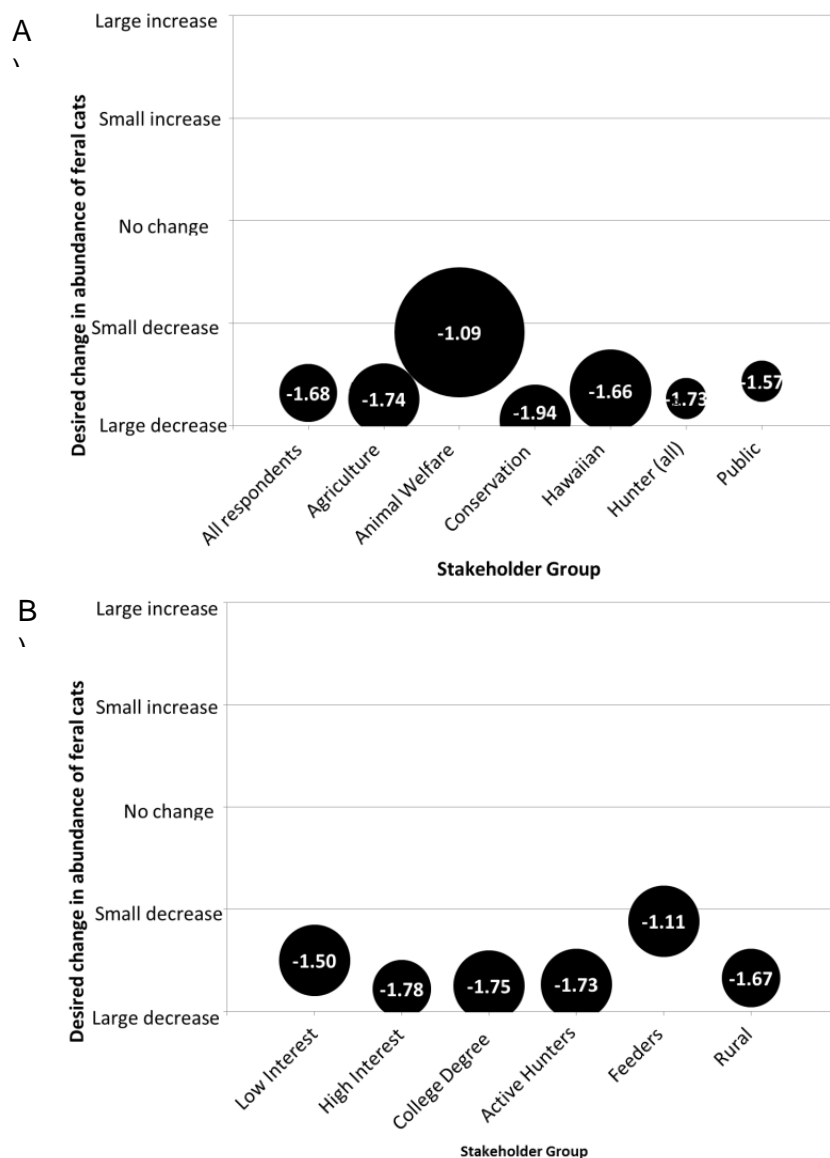 A
)
Large increase
Small increase
No change
Small decrease
Large decrease
Desired change in abundance of feral cats
-1.68
-1.74
-1.09
-1.94
-1.66
-1.73
-1.57
All respondents
Agriculture
Animal Welfare
Conservation
Hawaiian
Hunter (all)
Public
Stakeholder Group
B
)
Large increase
Small increase
No change
Small decrease
Large decrease
Desired change in abundance of feral cats
-1.50
-1.78
-1.75
-1.73
-1.11
-1.67
Low Interest
High Interest
College Degree
Active Hunters
Feeders
Rural
Stakeholder Group